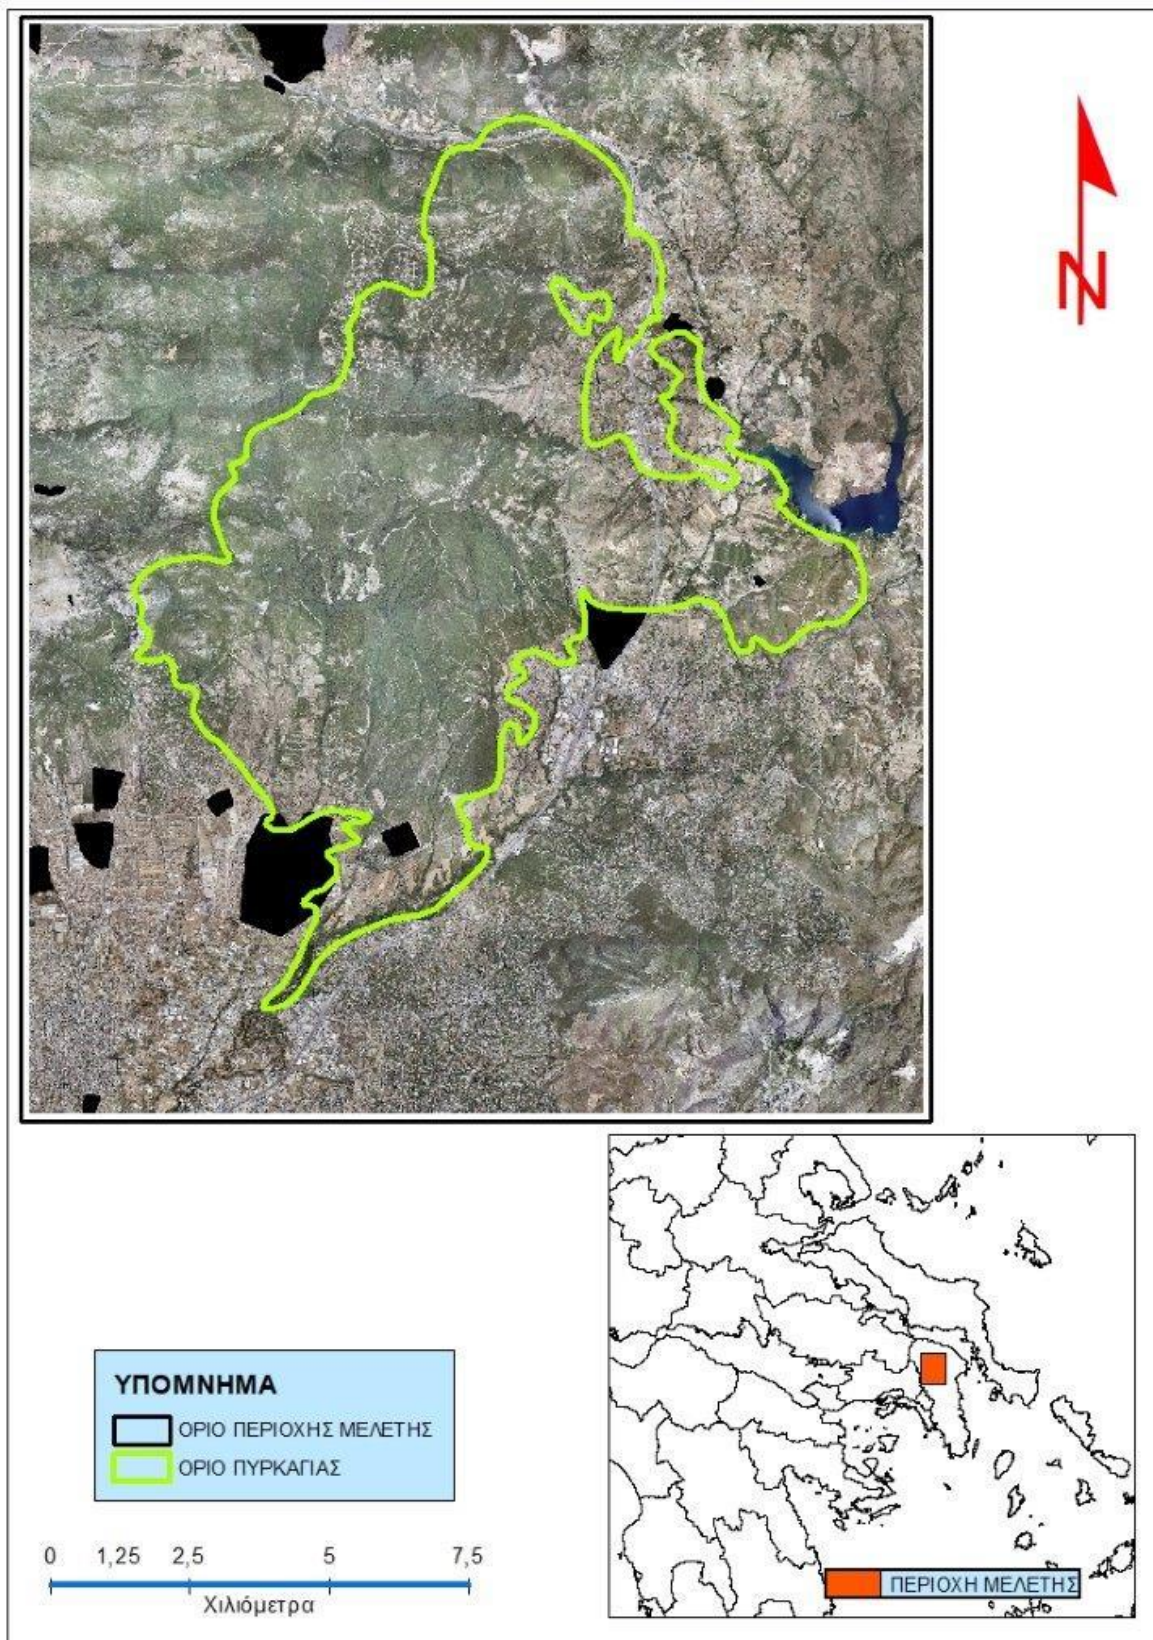 N
ΥΠΟΜΝΗΜΑ
ΟΡΙΟ ΠΕΡΙΟΧΗΣ ΜΕΛΕΤΗΣ
ΟΡΙΟ ΠΥΡΚΑΓΙΑΣ
0 1,25 2,5 5 7,5
Χιλιόμετρα
ΠΕΡΙΟΧΗ ΜΕΛΕΤΗΣ